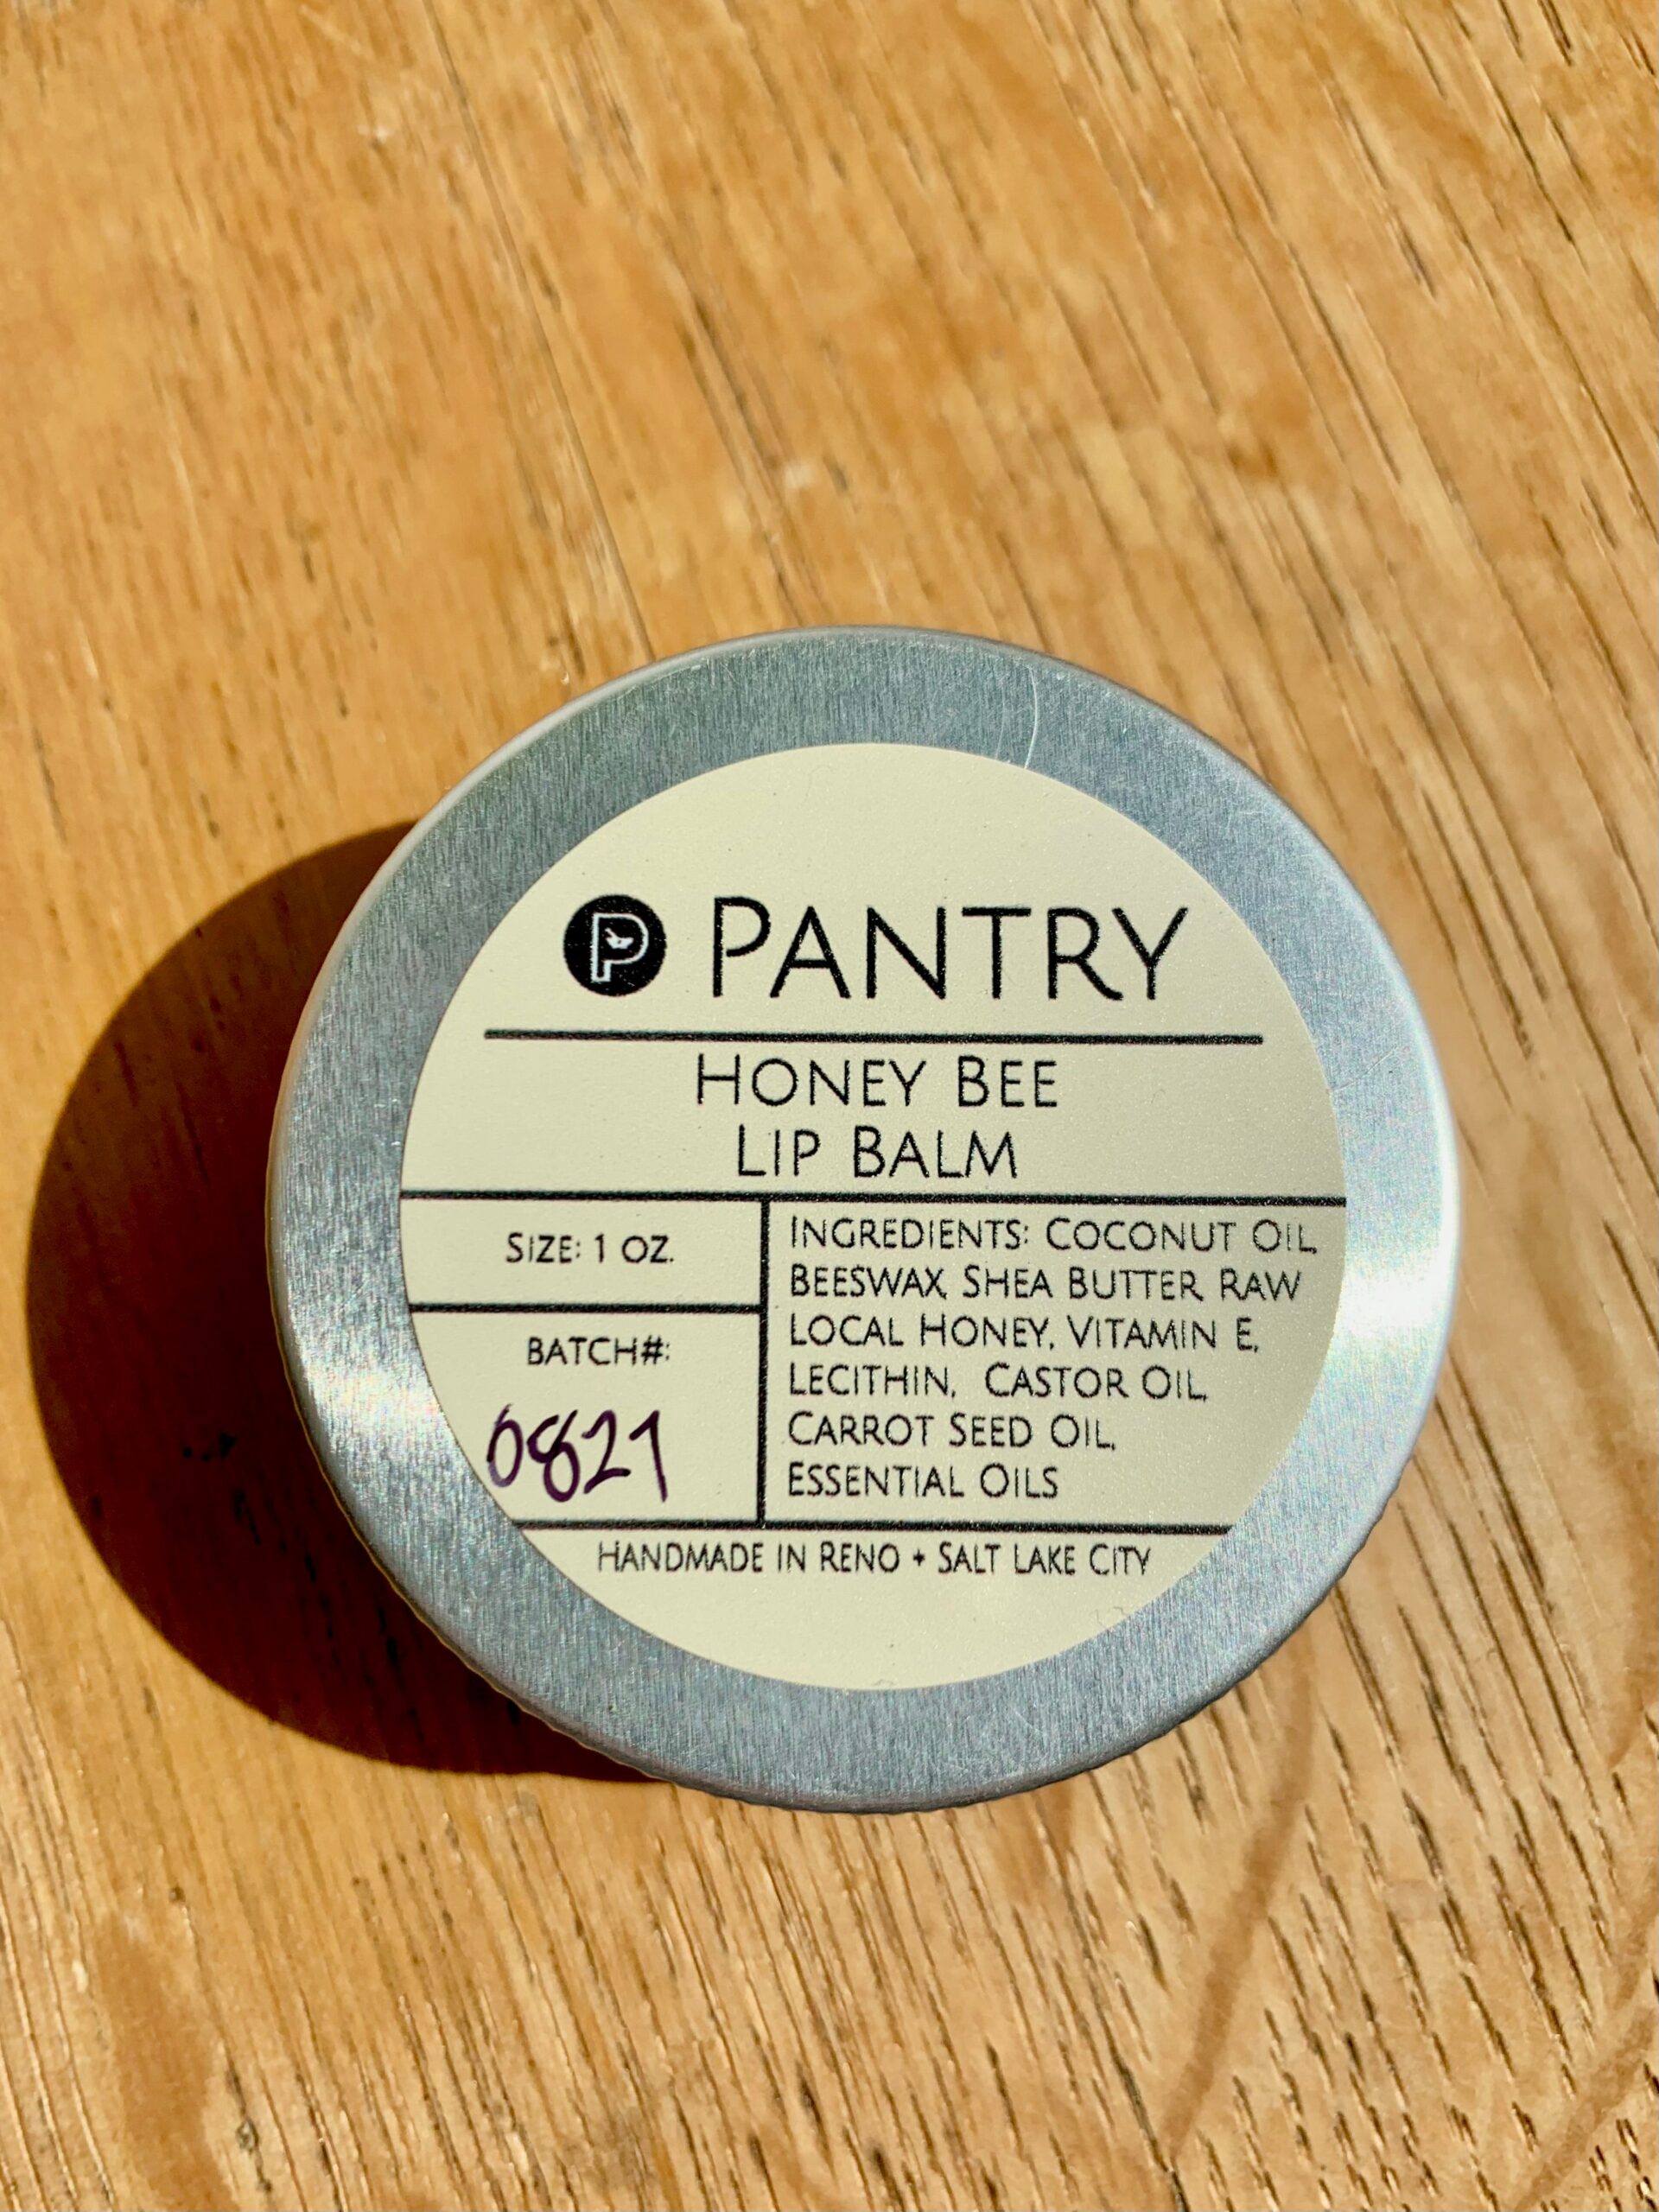 P PANTRY
HONEY BEE
LIP BALM
SIZE: 1 OZ.
BATCH#:
0821
INGREDIENTS: COCONUT OIL,
BEESWAX, SHEA BUTTER, RAW
LOCAL HONEY, VITAMIN E,
LECITHIN, CASTOR OIL,
CARROT SEED OIL,
ESSENTIAL OILS
HANDMADE IN RENO + SALT LAKE CITY